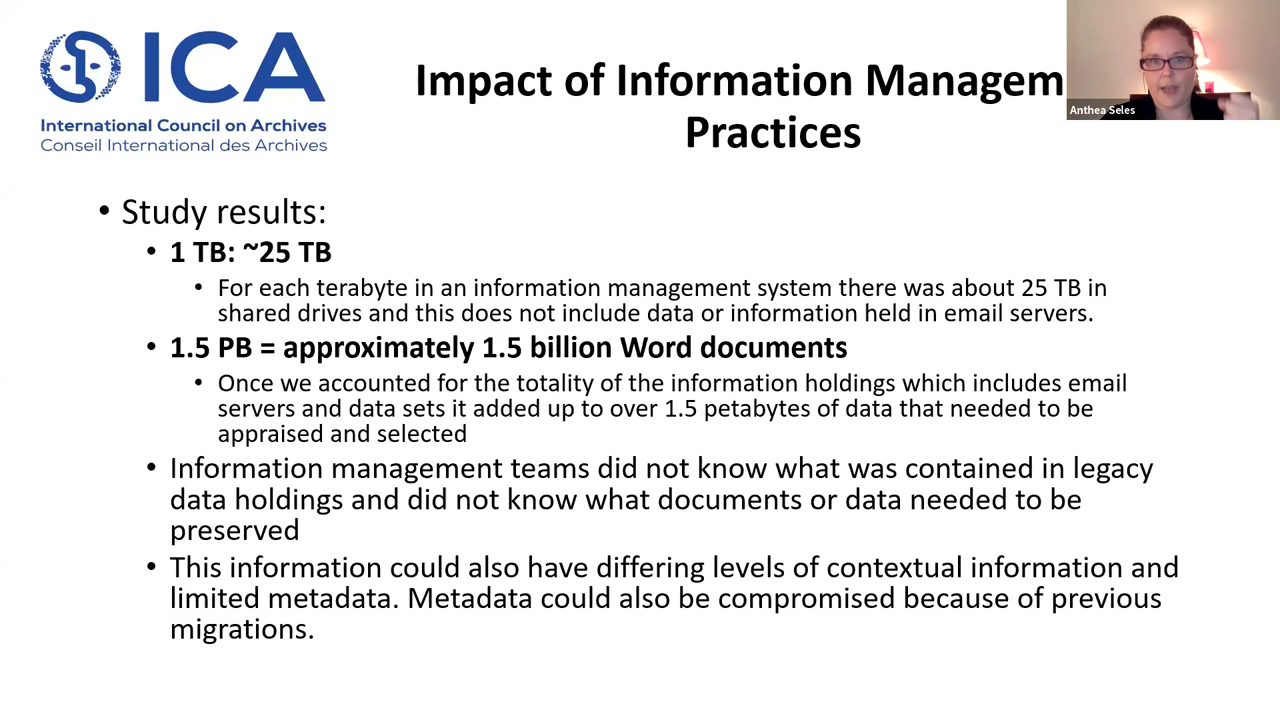 ICA
International Council on Archives
Conseil International des Archives
Impact of Information Managem
Practices
Anthea Seles
• Study results:
• 1 TB: ~25 TB
• For each terabyte in an information management system there was about 25 TB in
shared drives and this does not include data or information held in email servers.
• 1.5 PB = approximately 1.5 billion Word documents
• Once we accounted for the totality of the information holdings which includes email
servers and data sets it added up to over 1.5 petabytes of data that needed to be
appraised and selected
• Information management teams did not know what was contained in legacy
data holdings and did not know what documents or data needed to be
preserved
• This information could also have differing levels of contextual information and
limited metadata. Metadata could also be compromised because of previous
migrations.